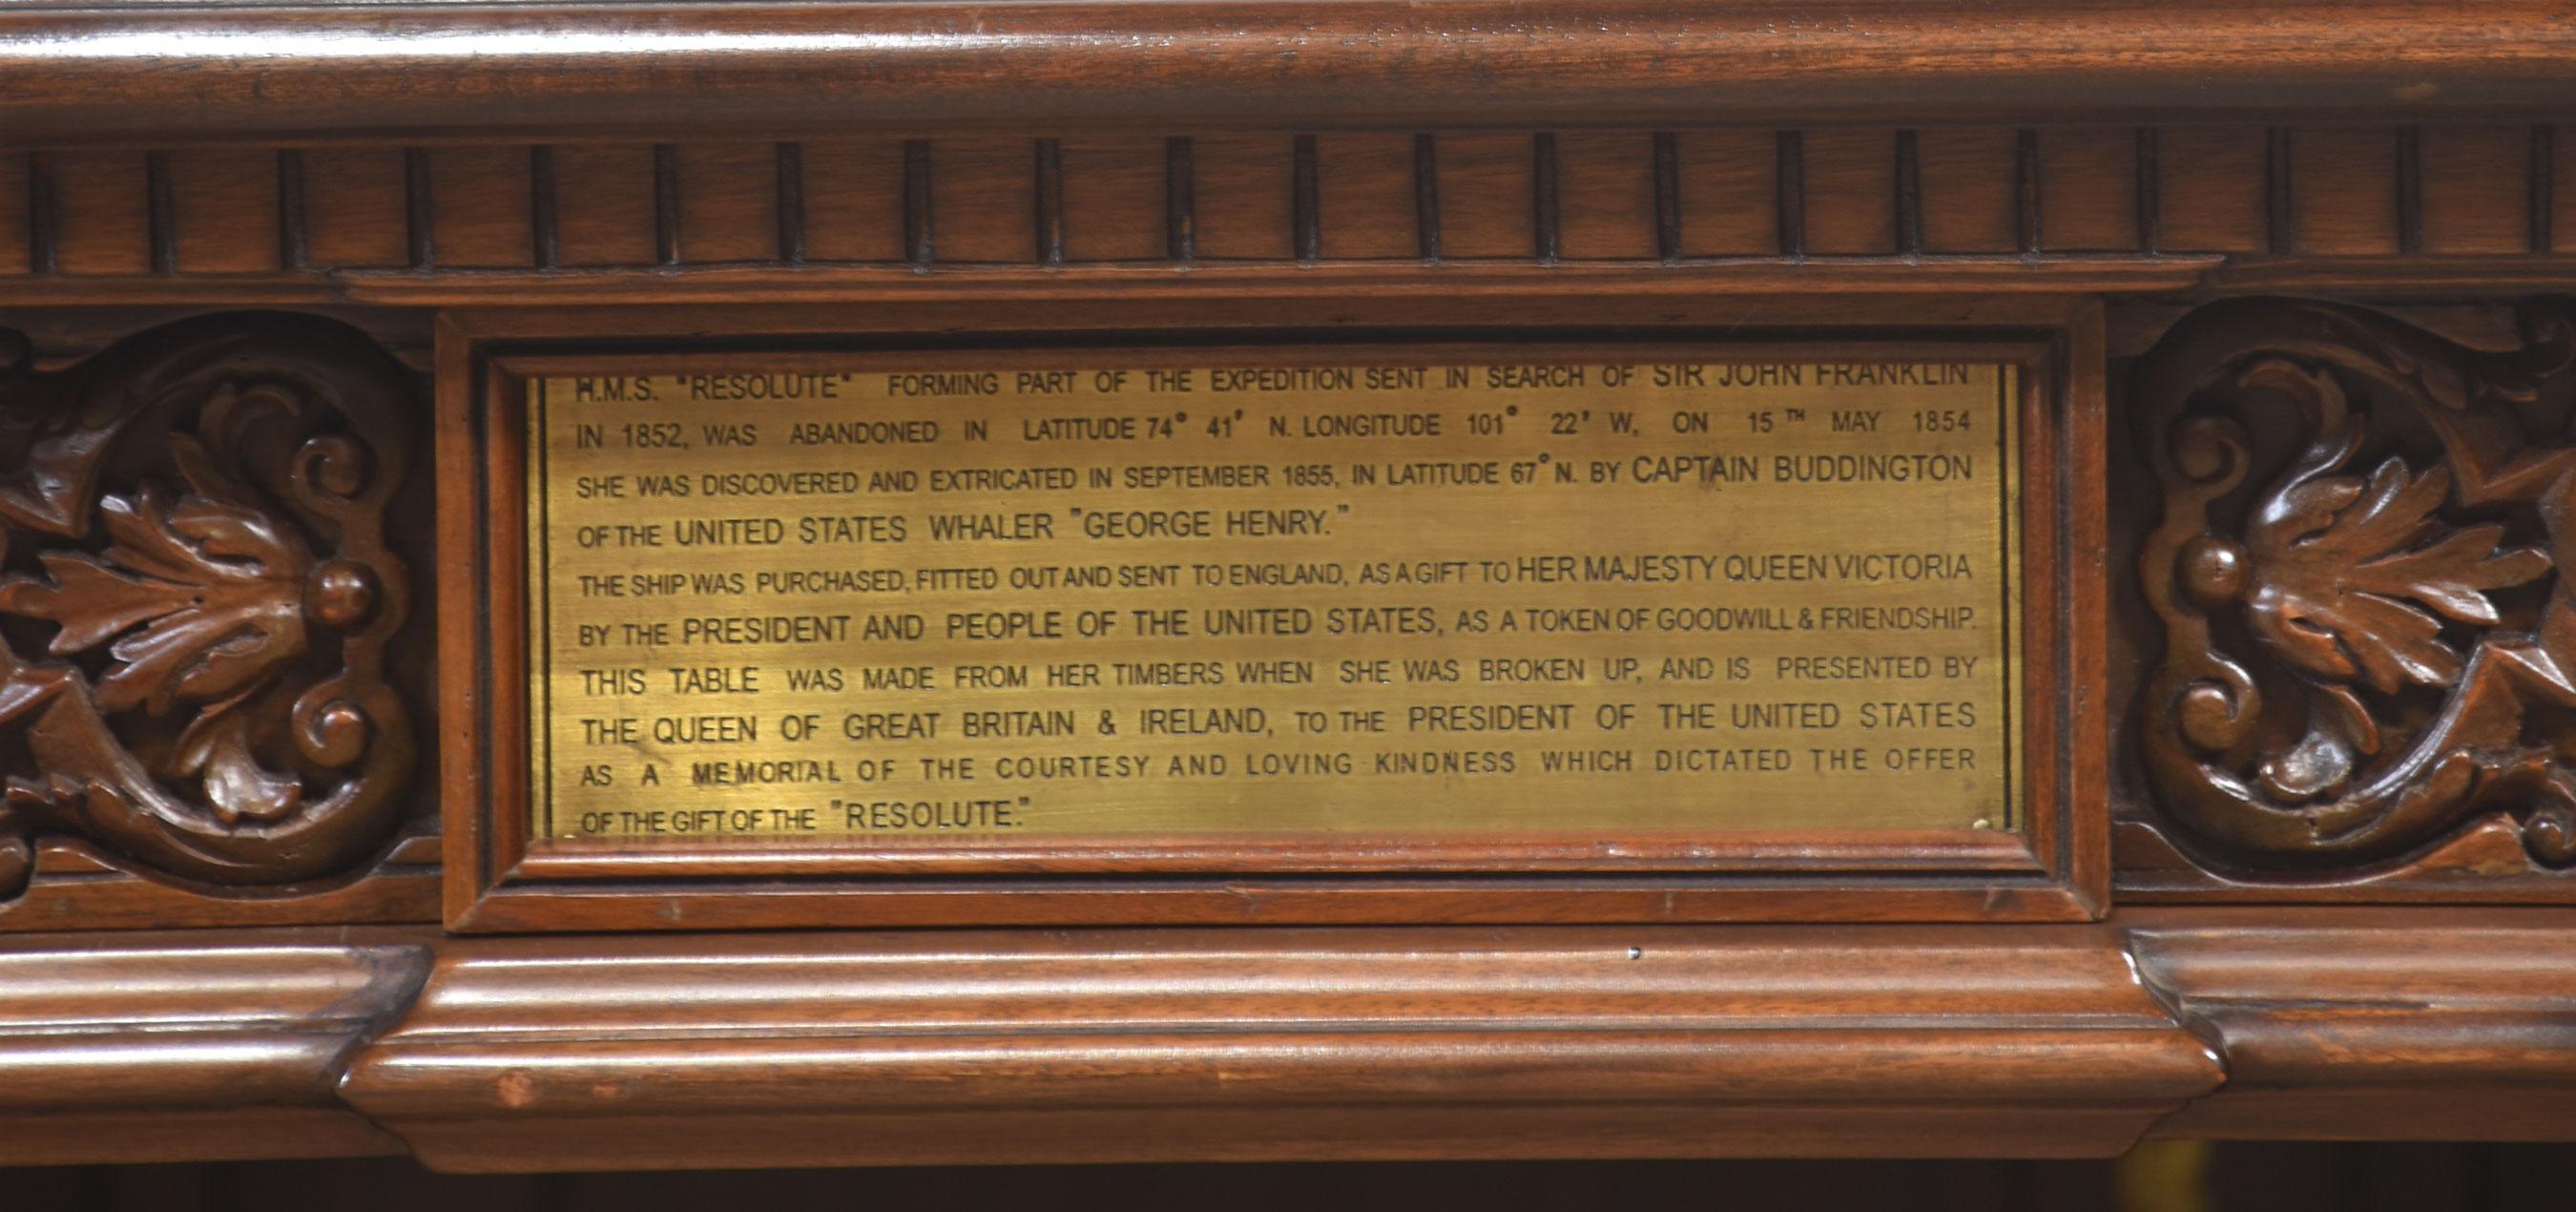 H.M.S. "RESOLUTE" FORMING PART OF THE EXPEDITION SENT IN SEARCH OF SIR JOHN FRANKLIN
IN 1852, WAS ABANDONED IN LATITUDE 74° 41' N. LONGITUDE 101° 22' W, ON 15TH MAY 1854
SHE WAS DISCOVERED AND EXTRICATED IN SEPTEMBER 1855, IN LATITUDE 67° N. BY CAPTAIN BUDDINGTON
OF THE UNITED STATES WHALER "GEORGE HENRY."
THE SHIP WAS PURCHASED, FITTED OUT AND SENT TO ENGLAND, AS A GIFT TO HER MAJESTY QUEEN VICTORIA
BY THE PRESIDENT AND PEOPLE OF THE UNITED STATES, AS A TOKEN OF GOODWILL & FRIENDSHIP.
THIS TABLE WAS MADE FROM HER TIMBERS WHEN SHE WAS BROKEN UP, AND IS PRESENTED BY
THE QUEEN OF GREAT BRITAIN & IRELAND, TO THE PRESIDENT OF THE UNITED STATES
AS A MEMORIAL OF THE COURTESY AND LOVING KINDNESS WHICH DICTATED THE OFFER
OF THE GIFT OF THE "RESOLUTE."